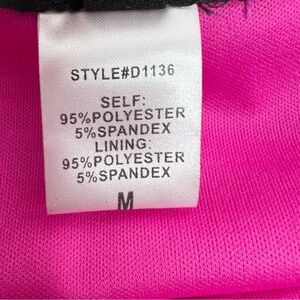 STYLE#D1136
SELF:
95%POLYESTER
5%SPANDEX
LINING:
95%POLYESTER
5%SPANDEX
M